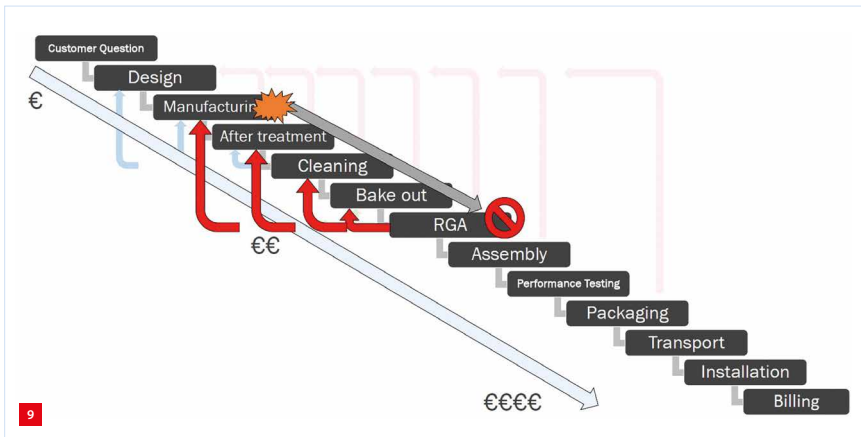 Customer Question
Design
€
Manufacturin
After treatment
Cleaning
Bake out
RGA
€€
Assembly
Performance Testing
Packaging
Transport
Installation
€€€€
Billing
9